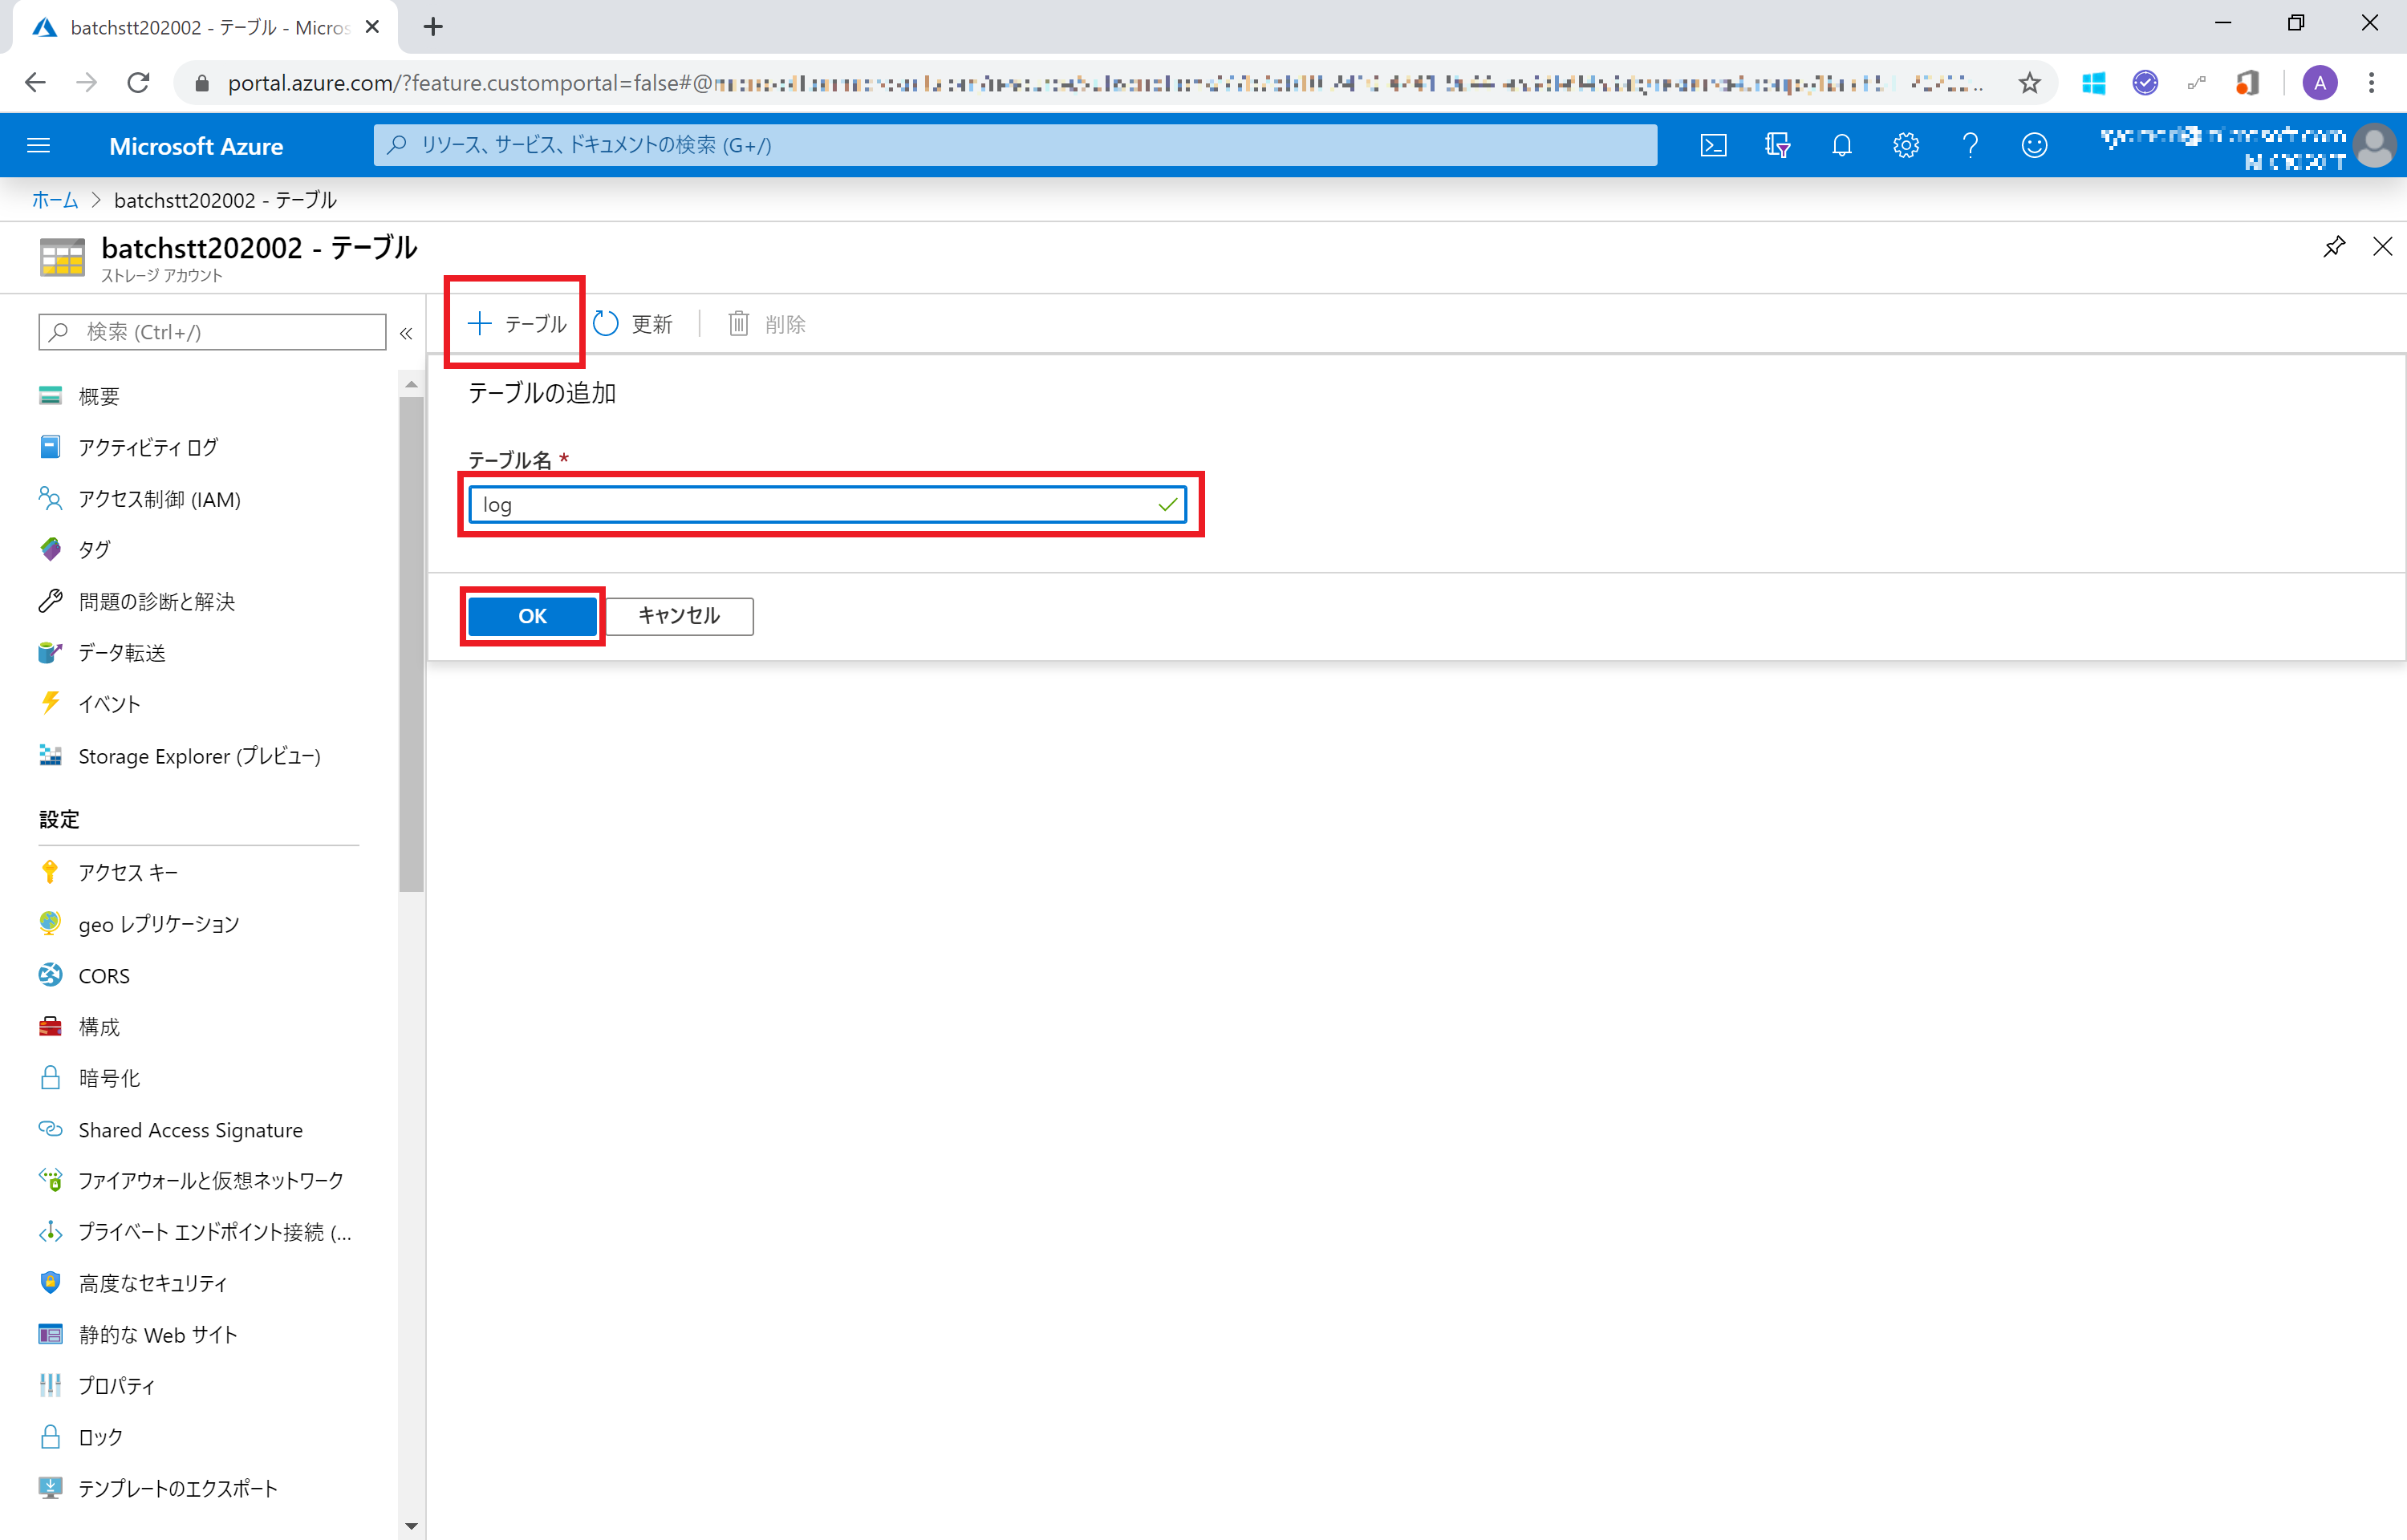 batchstt202002 - テーブル - Micros
portal.azure.com/?feature.customportal=false#@
A
Microsoft Azure
リソース、サービス、ドキュメントの検索 (G+/)
ホーム > batchstt202002 - テーブル
batchstt202002 - テーブル
ストレージ アカウント
検索 (Ctrl+/)
テーブル
更新
削除
テーブルの追加
テーブル名 *
log
OK
キャンセル
概要
アクティビティ ログ
アクセス制御 (IAM)
タグ
問題の診断と解決
データ転送
イベント
Storage Explorer (プレビュー)
設定
アクセス キー
geo レプリケーション
CORS
構成
暗号化
Shared Access Signature
ファイアウォールと仮想ネットワーク
プライベート エンドポイント接続 (...
高度なセキュリティ
静的な Web サイト
プロパティ
ロック
テンプレートのエクスポート